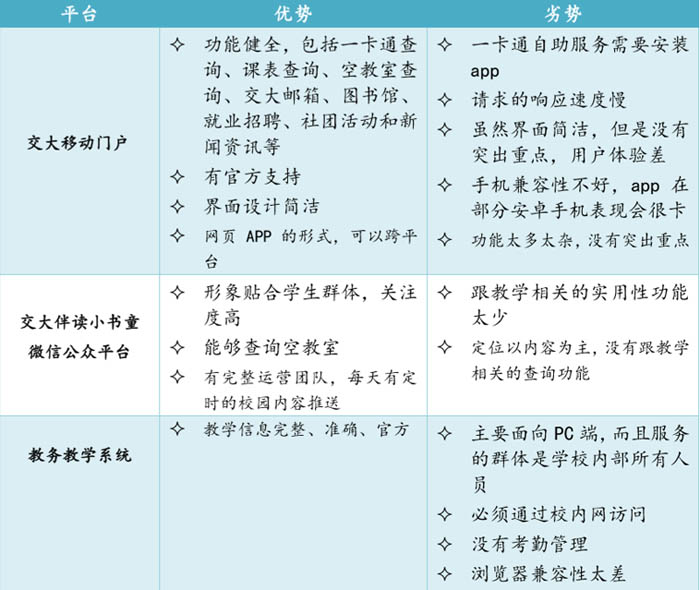 平台
优势
劣势
交大移动门户
✧ 功能健全，包括一卡通查
询、课表查询、空教室查
询、交大邮箱、图书馆、
就业招聘、社团活动和新
闻资讯等
✧ 有官方支持
✧ 界面设计简洁
✧ 网页 APP 的形式，可以跨平
台
✧ 一卡通自助服务需要安装
app
✧ 请求的响应速度慢
✧ 虽然界面简洁，但是没有
突出重点，用户体验差
✧ 手机兼容性不好，app 在
部分安卓手机表现会很卡
✧ 功能太多太杂，没有突出重点
交大伴读小书童
微信公众平台
✧ 形象贴合学生群体，关注
度高
✧ 能够查询空教室
✧ 有完整运营团队，每天有定
时的校园内容推送
✧ 跟教学相关的实用性功能
太少
✧ 定位以内容为主，没有跟教学
相关的查询功能
教务教学系统
✧ 教学信息完整、准确、官方
✧ 主要面向 PC 端，而且服务
的群体是学校内部所有人
员
✧ 必须通过校内网访问
✧ 没有考勤管理
✧ 浏览器兼容性太差